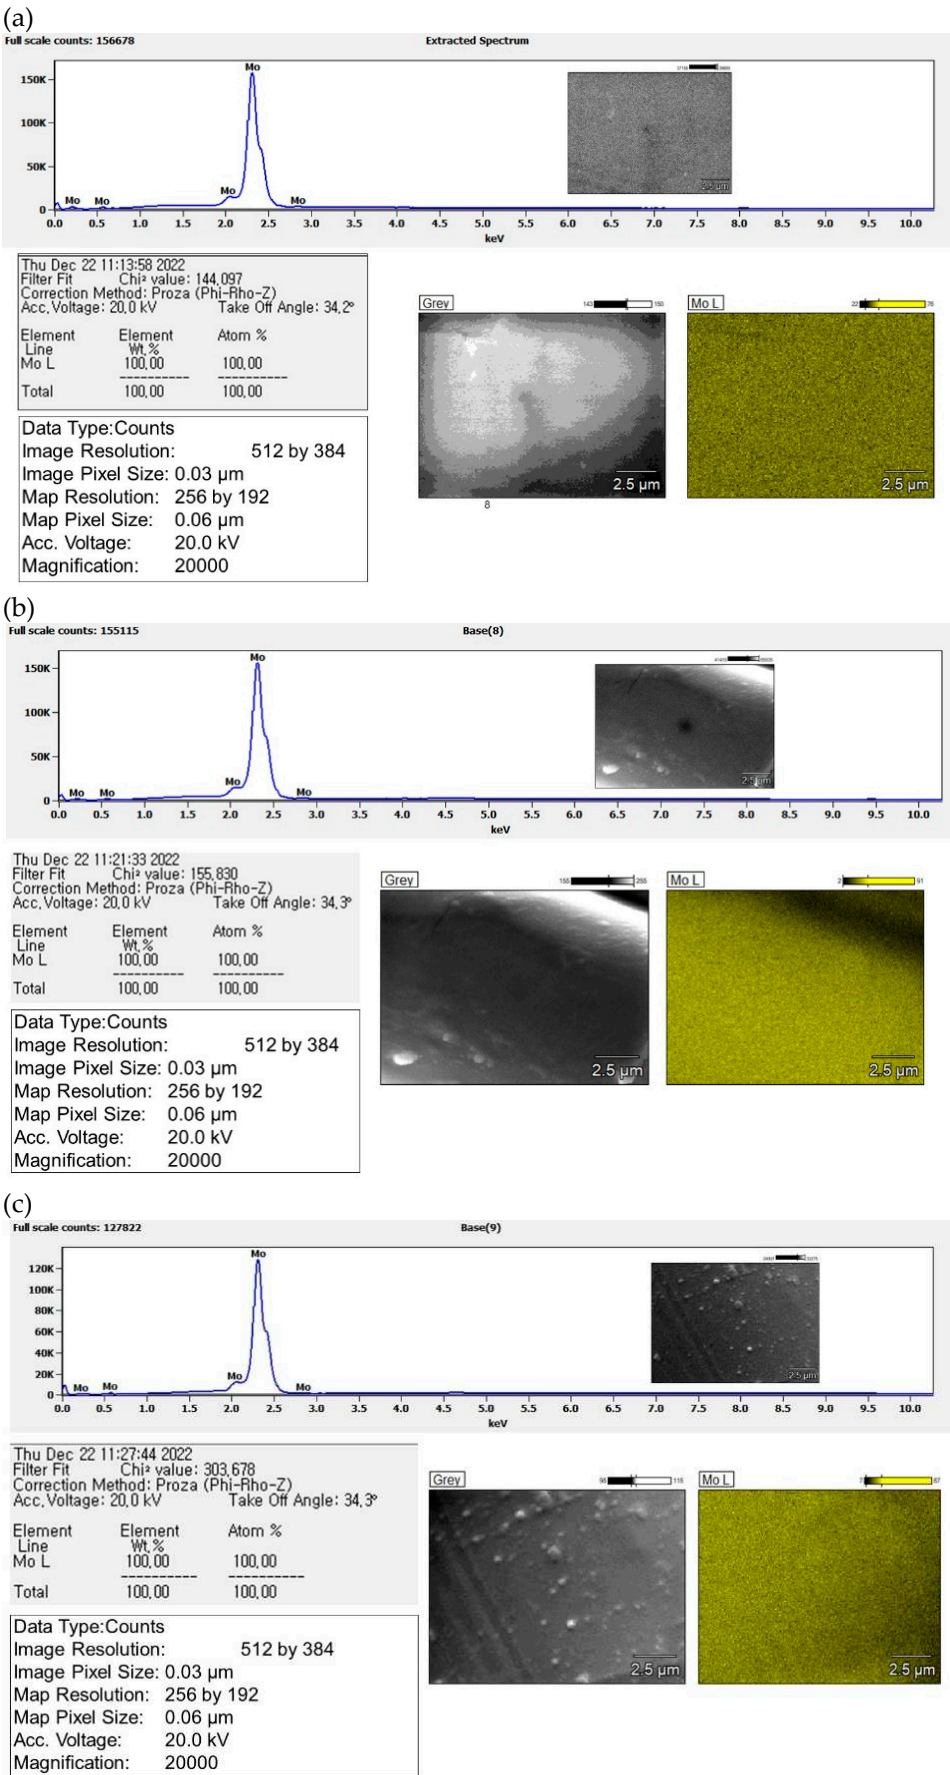 (a)
Full scale counts: 156678 Extracted Spectrum
Mo
150K
100K
50K
0
Mo Mo Mo Mo
0.0 0.5 1.0 1.5 2.0 2.5 3.0 3.5 4.0 4.5 5.0 5.5 6.0 6.5 7.0 7.5 8.0 8.5 9.0 9.5 10.0
keV
2.5 µm
Thu Dec 22 11:13:58 2022
Filter Fit Chi² value: 144,097
Correction Method: Proza (Phi-Rho-Z)
Acc,Voltage: 20,0 kV Take Off Angle: 34,2°
Element Element Atom %
Line Wt,%
Mo L 100,00 100,00
Total 100,00 100,00
Data Type:Counts
Image Resolution: 512 by 384
Image Pixel Size: 0.03 µm
Map Resolution: 256 by 192
Map Pixel Size: 0.06 µm
Acc. Voltage: 20.0 kV
Magnification: 20000
Grey 143 150
2.5 µm
8
Mo L 22 76
2.5 µm
(b)
Full scale counts: 155115 Base(8)
Mo
150K
100K
50K
0
Mo Mo Mo Mo
0.0 0.5 1.0 1.5 2.0 2.5 3.0 3.5 4.0 4.5 5.0 5.5 6.0 6.5 7.0 7.5 8.0 8.5 9.0 9.5 10.0
keV
2.5 µm
Thu Dec 22 11:21:33 2022
Filter Fit Chi² value: 155,830
Correction Method: Proza (Phi-Rho-Z)
Acc,Voltage: 20,0 kV Take Off Angle: 34,3°
Element Element Atom %
Line Wt,%
Mo L 100,00 100,00
Total 100,00 100,00
Data Type:Counts
Image Resolution: 512 by 384
Image Pixel Size: 0.03 µm
Map Resolution: 256 by 192
Map Pixel Size: 0.06 µm
Acc. Voltage: 20.0 kV
Magnification: 20000
Grey 155 255
2.5 µm
Mo L 2 91
2.5 µm
(c)
Full scale counts: 127822 Base(9)
Mo
120K
100K
80K
60K
40K
20K
0
Mo Mo Mo Mo
0.0 0.5 1.0 1.5 2.0 2.5 3.0 3.5 4.0 4.5 5.0 5.5 6.0 6.5 7.0 7.5 8.0 8.5 9.0 9.5 10.0
keV
2.5 µm
Thu Dec 22 11:27:44 2022
Filter Fit Chi² value: 303,678
Correction Method: Proza (Phi-Rho-Z)
Acc,Voltage: 20,0 kV Take Off Angle: 34,3°
Element Element Atom %
Line Wt,%
Mo L 100,00 100,00
Total 100,00 100,00
Data Type:Counts
Image Resolution: 512 by 384
Image Pixel Size: 0.03 µm
Map Resolution: 256 by 192
Map Pixel Size: 0.06 µm
Acc. Voltage: 20.0 kV
Magnification: 20000
Grey 95 115
2.5 µm
Mo L 7 87
2.5 µm